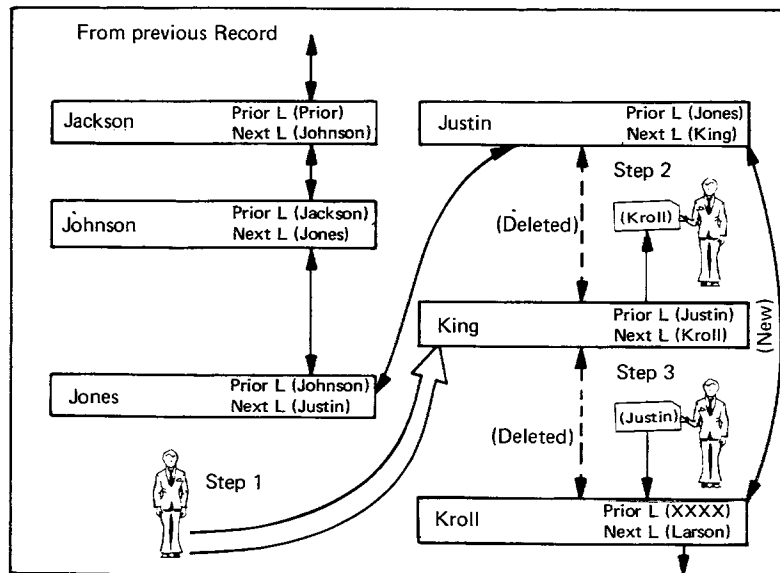 From previous Record
Jackson
Prior L (Prior)
Next L (Johnson)
Johnson
Prior L (Jackson)
Next L (Jones)
Jones
Prior L (Johnson)
Next L (Justin)
Step 1
Justin
Prior L (Jones)
Next L (King)
Step 2
(Deleted)
(Kroll)
King
Prior L (Justin)
Next L (Kroll)
(New)
Step 3
(Deleted)
(Justin)
Kroll
Prior L (XXXX)
Next L (Larson)